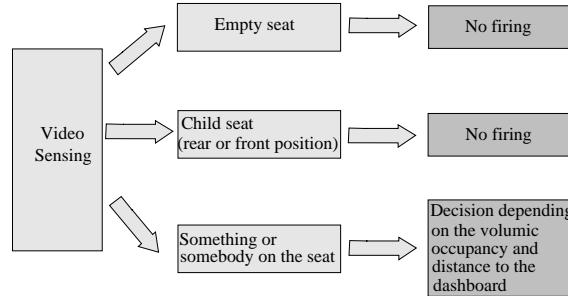 Empty seat
No firing
Video
Sensing
Child seat
(rear or front position)
No firing
Something or
somebody on the seat
Decision depending
on the volumic
occupancy and
distance to the
dashboard